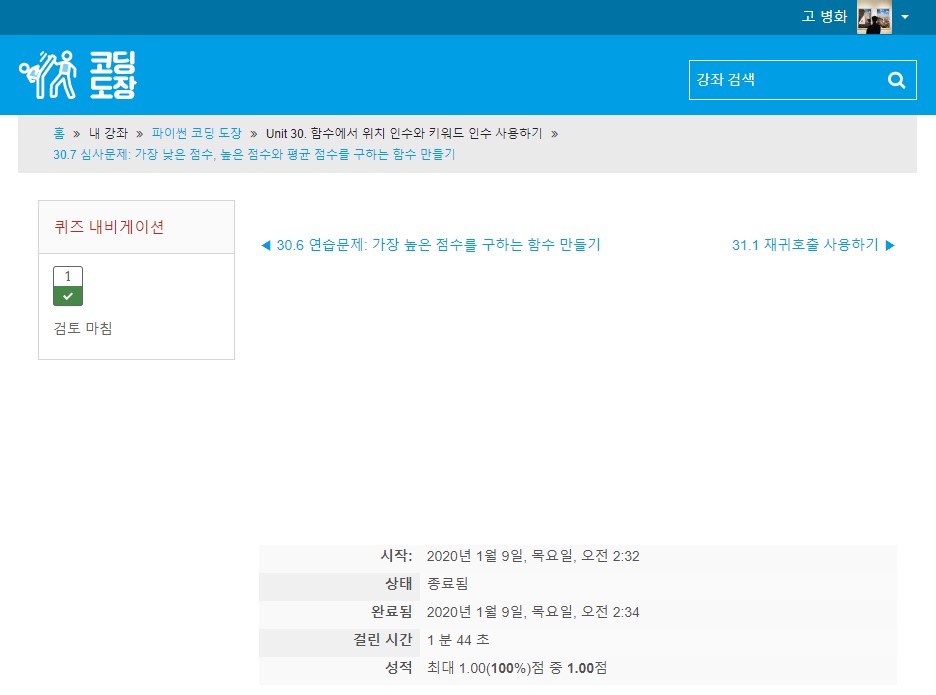 고 병화
코딩
도장
강좌 검색
홈 » 내 강좌 » 파이썬 코딩 도장 » Unit 30. 함수에서 위치 인수와 키워드 인수 사용하기 »
30.7 심사문제: 가장 낮은 점수, 높은 점수와 평균 점수를 구하는 함수 만들기
퀴즈 내비게이션
◀ 30.6 연습문제: 가장 높은 점수를 구하는 함수 만들기
31.1 재귀호출 사용하기 ▶
1
검토 마침
시작: 2020년 1월 9일, 목요일, 오전 2:32
상태 종료됨
완료됨 2020년 1월 9일, 목요일, 오전 2:34
걸린 시간 1 분 44 초
성적 최대 1.00(100%)점 중 1.00점